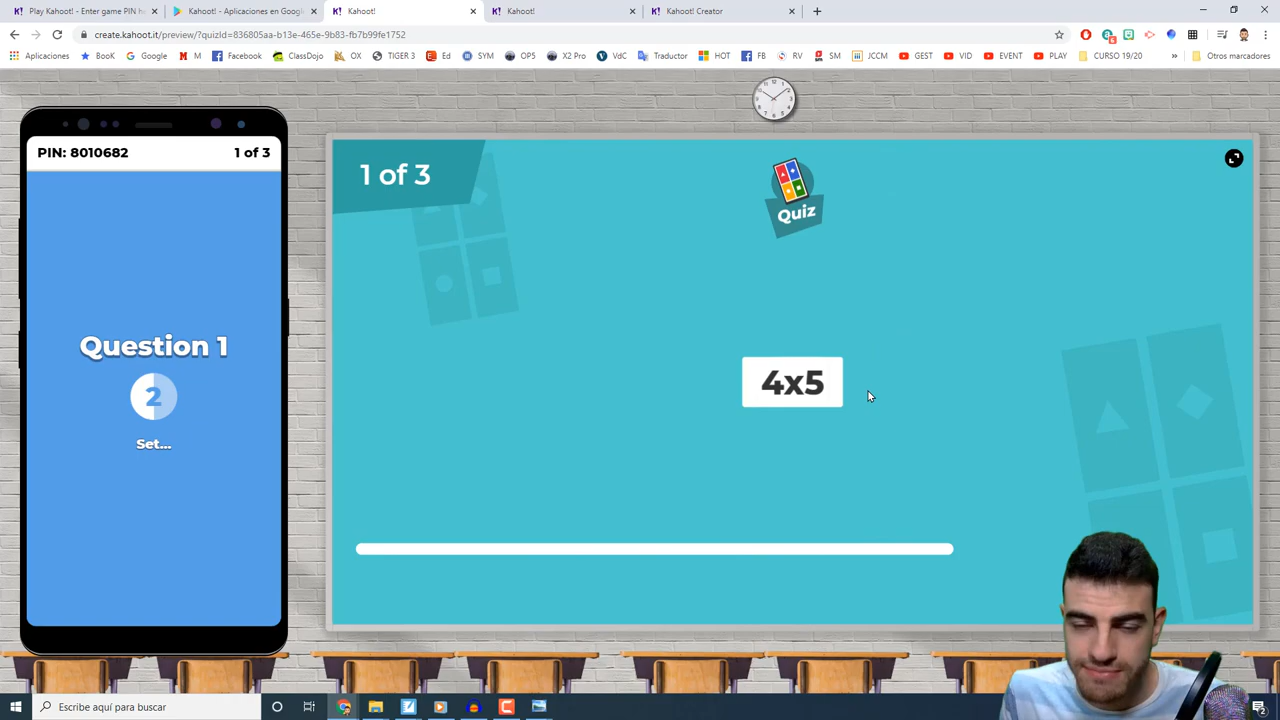 Play Kahoot! - Enter game PIN h
Kahoot! - Aplicaciones en Googl
Kahoot!
Kahoot!
Kahoot! Creator
create.kahoot.it/preview/?quizId=836805aa-b13e-465e-9b83-fb7b99fe1752
Aplicaciones
BooK
Google
M
Facebook
ClassDojo
OX
TIGER 3
Ed
SYM
OP5
X2 Pro
VdC
Traductor
HOT
FB
RV
SM
JCCM
GEST
VID
EVENT
PLAY
CURSO 19/20
»
Otros marcadores
PIN: 8010682
1 of 3
Question 1
2
Set...
1 of 3
Quiz
4x5
Escribe aquí para buscar